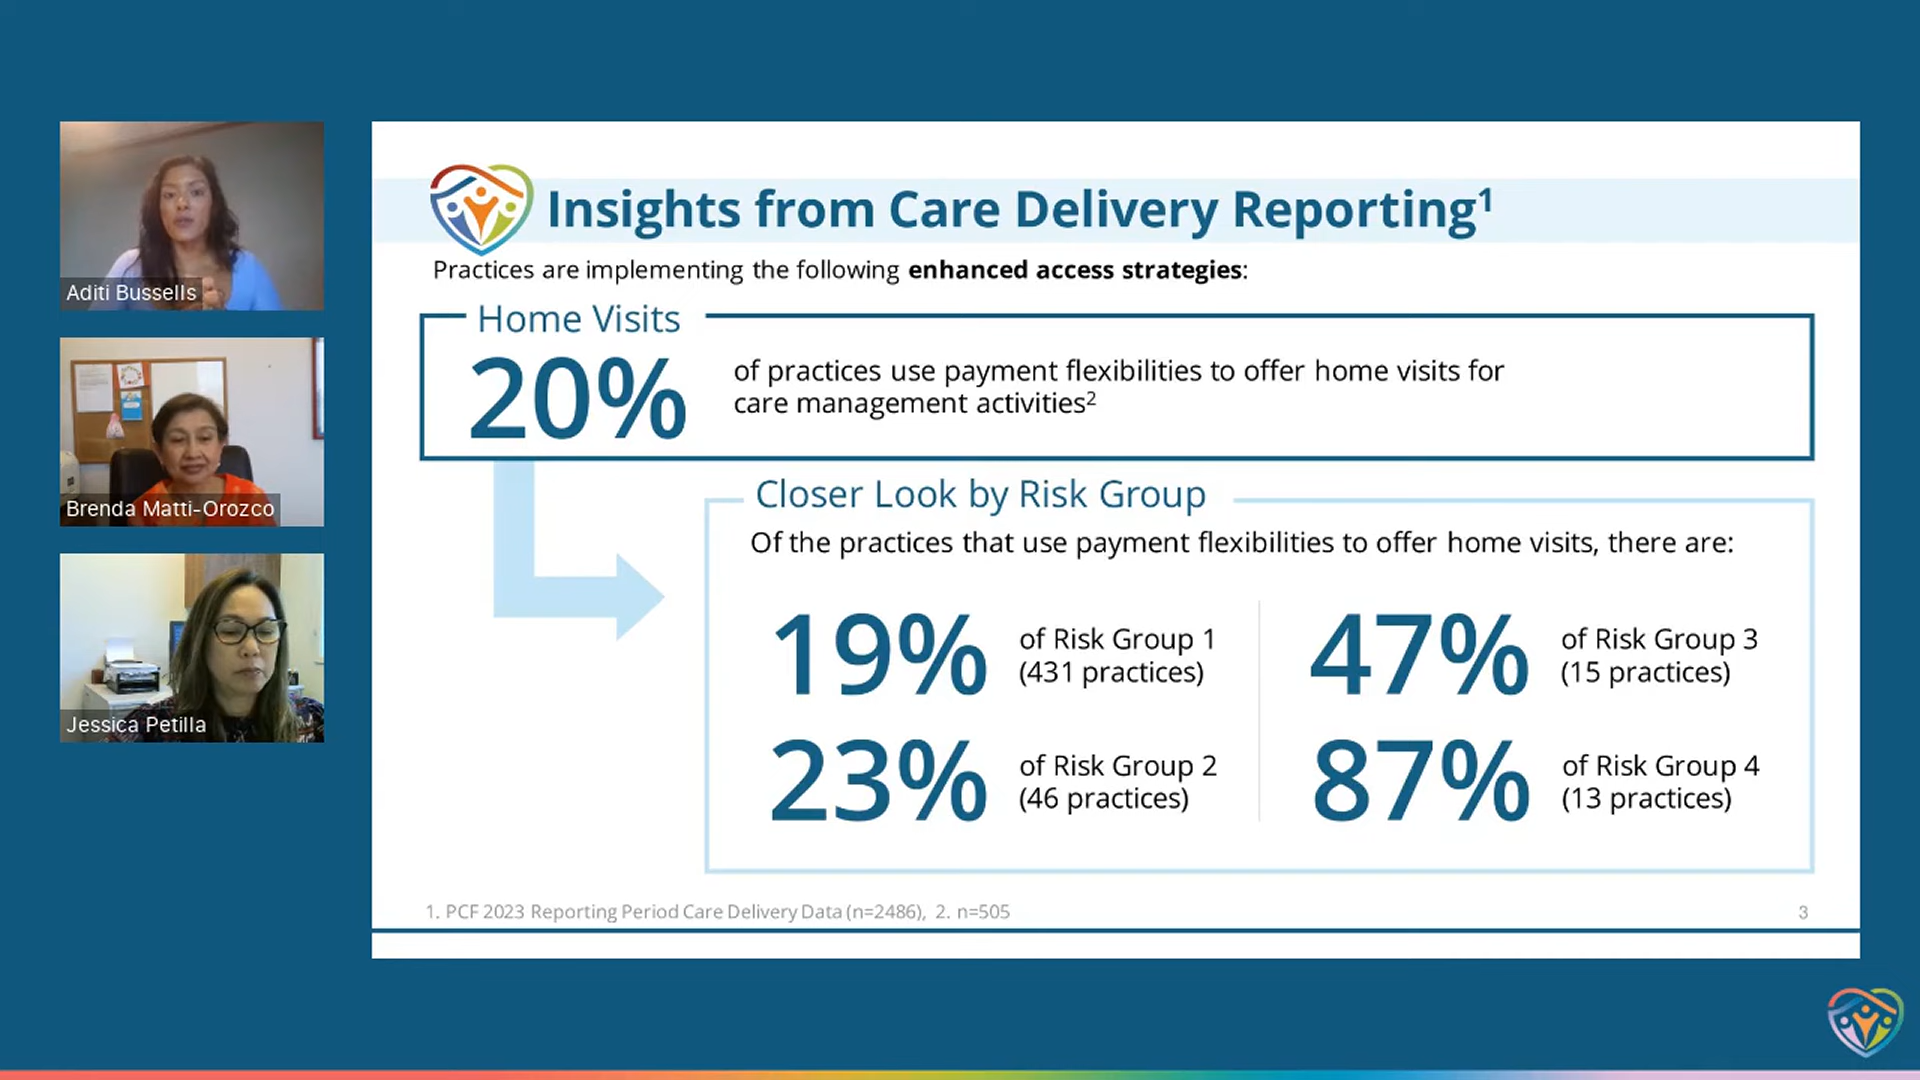 Aditi Bussells
Brenda Matti-Orozco
Jessica Petilla
Insights from Care Delivery Reporting¹
Practices are implementing the following enhanced access strategies:
Home Visits
20%
of practices use payment flexibilities to offer home visits for
care management activities²
Closer Look by Risk Group
Of the practices that use payment flexibilities to offer home visits, there are:
19%
of Risk Group 1
(431 practices)
23%
of Risk Group 2
(46 practices)
47%
of Risk Group 3
(15 practices)
87%
of Risk Group 4
(13 practices)
1. PCF 2023 Reporting Period Care Delivery Data (n=2486), 2. n=505
3